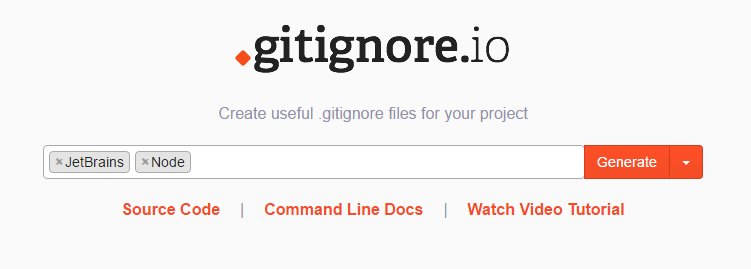 .gitignore.io
Create useful .gitignore files for your project
×JetBrains ×Node Generate
Source Code | Command Line Docs | Watch Video Tutorial